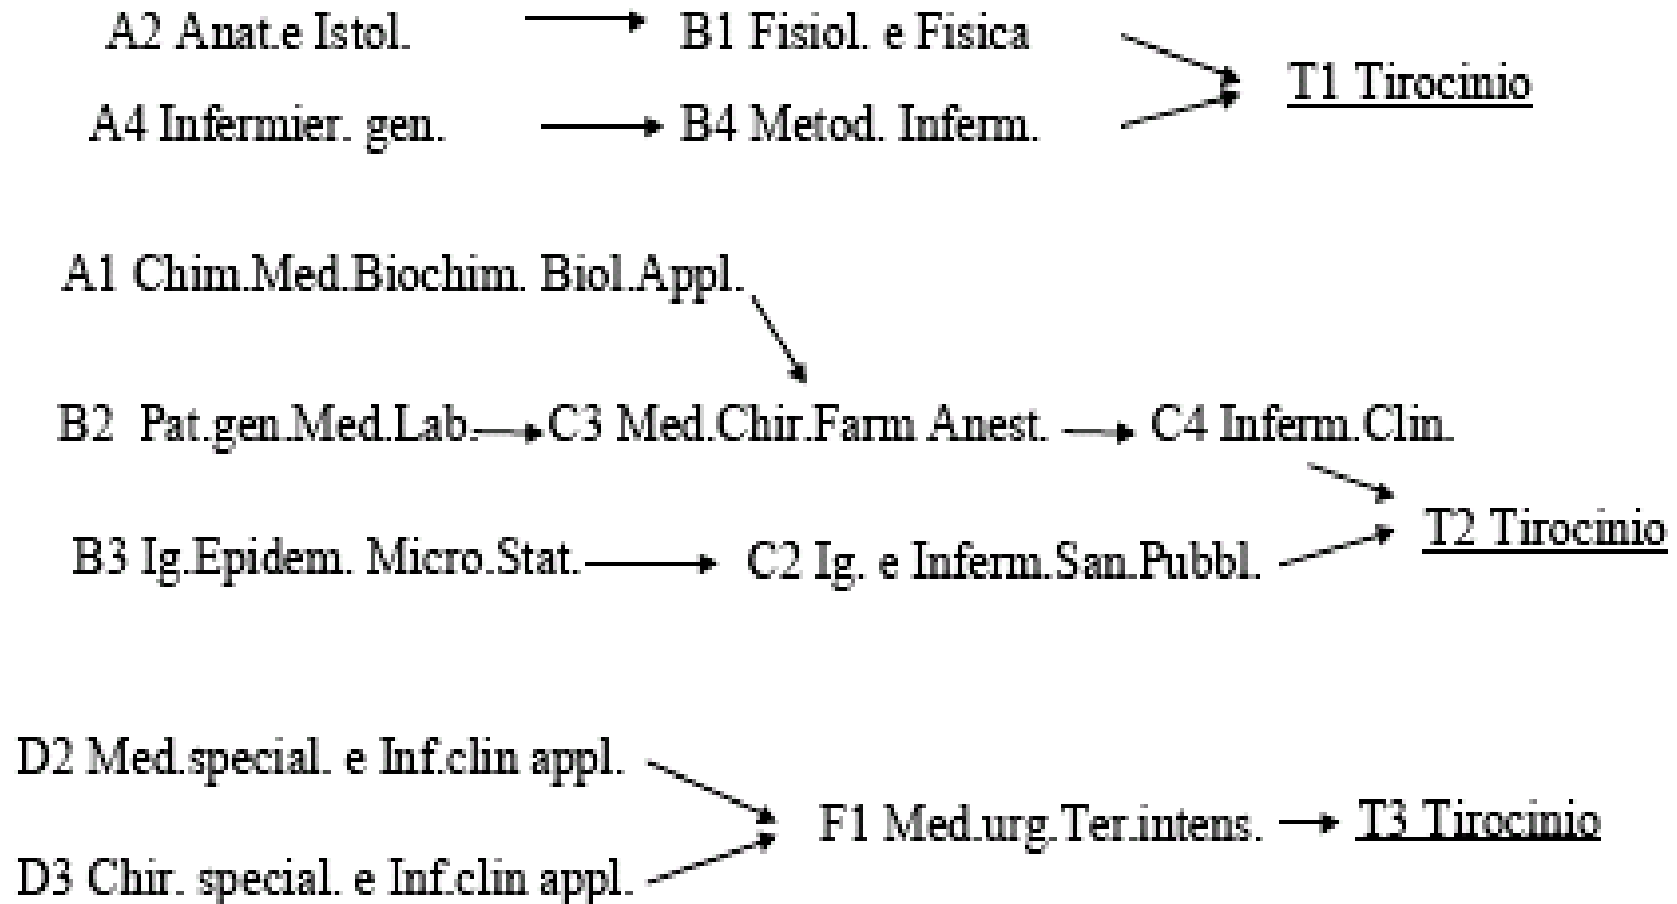 A2 Anat.e Istol. B1 Fisiol. e Fisica
T1 Tirocinio
A4 Infermier. gen. B4 Metod. Inferm.
A1 Chim.Med.Biochim. Biol.Appl.
B2 Pat.gen.Med.Lab. C3 Med.Chir.Farm Anest. C4 Inferm.Clin.
T2 Tirocinio
B3 Ig.Epidem. Micro.Stat. C2 Ig. e Inferm.San.Pubbl.
D2 Med.special. e Inf.clin appl.
F1 Med.urg.Ter.intens. T3 Tirocinio
D3 Chir. special. e Inf.clin appl.